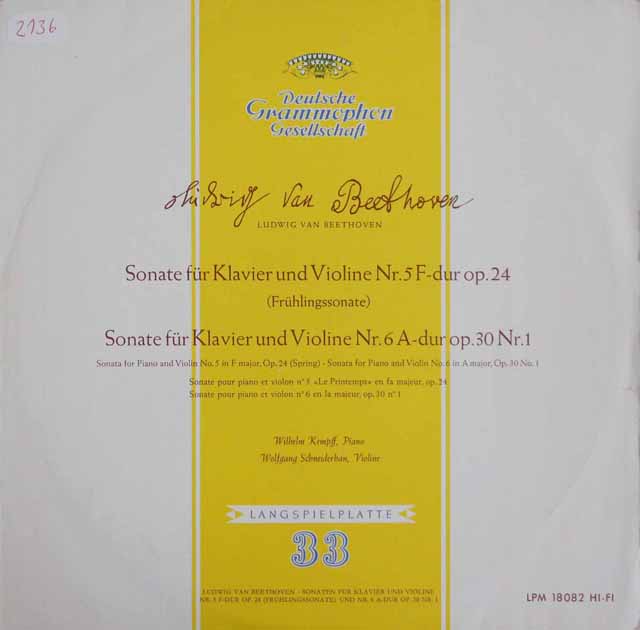 2136
Deutsche
Grammophon
Gesellschaft
Ludwig van Beethoven
LUDWIG VAN BEETHOVEN
Sonate für Klavier und Violine Nr. 5 F-dur op. 24
(Frühlingssonate)
Sonate für Klavier und Violine Nr. 6 A-dur op. 30 Nr. 1
Sonata for Piano and Violin No. 5 in F major, Op. 24 (Spring) - Sonata for Piano and Violin No. 6 in A major, Op. 30 No. 1
Sonate pour piano et violon n° 5 «Le Printemps» en fa majeur, op. 24
Sonate pour piano et violon n° 6 en la majeur, op. 30 n° 1
Wilhelm Kempff, Piano
Wolfgang Schneiderhan, Violine
LANGSPIELPLATTE
33
LUDWIG VAN BEETHOVEN - SONATEN FÜR KLAVIER UND VIOLINE
NR. 5 F-DUR OP. 24 (FRÜHLINGSSONATE) UND NR. 6 A-DUR OP. 30 NR. 1
LPM 18082 HI-FI